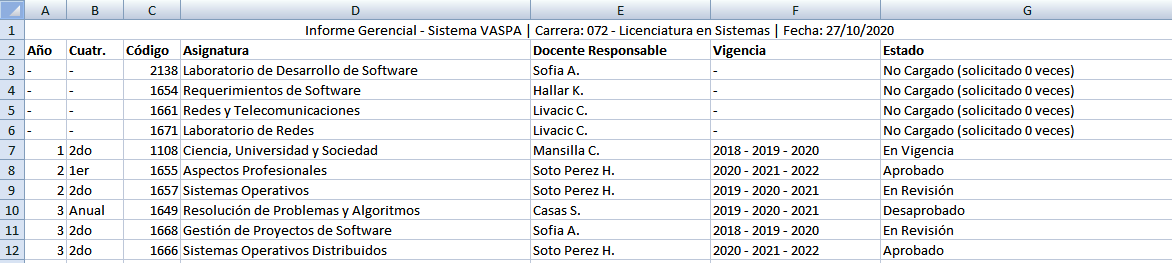 A B C D E F G
1 Informe Gerencial - Sistema VASPA | Carrera: 072 - Licenciatura en Sistemas | Fecha: 27/10/2020
2 Año Cuatr. Código Asignatura Docente Responsable Vigencia Estado
3 - - 2138 Laboratorio de Desarrollo de Software Sofia A. - No Cargado (solicitado 0 veces)
4 - - 1654 Requerimientos de Software Hallar K. - No Cargado (solicitado 0 veces)
5 - - 1661 Redes y Telecomunicaciones Livacic C. - No Cargado (solicitado 0 veces)
6 - - 1671 Laboratorio de Redes Livacic C. - No Cargado (solicitado 0 veces)
7 1 2do 1108 Ciencia, Universidad y Sociedad Mansilla C. 2018 - 2019 - 2020 En Vigencia
8 2 1er 1655 Aspectos Profesionales Soto Perez H. 2020 - 2021 - 2022 Aprobado
9 2 2do 1657 Sistemas Operativos Soto Perez H. 2019 - 2020 - 2021 En Revisión
10 3 Anual 1649 Resolución de Problemas y Algoritmos Casas S. 2019 - 2020 - 2021 Desaprobado
11 3 2do 1668 Gestión de Proyectos de Software Sofia A. 2018 - 2019 - 2020 En Revisión
12 3 2do 1666 Sistemas Operativos Distribuidos Soto Perez H. 2020 - 2021 - 2022 Aprobado